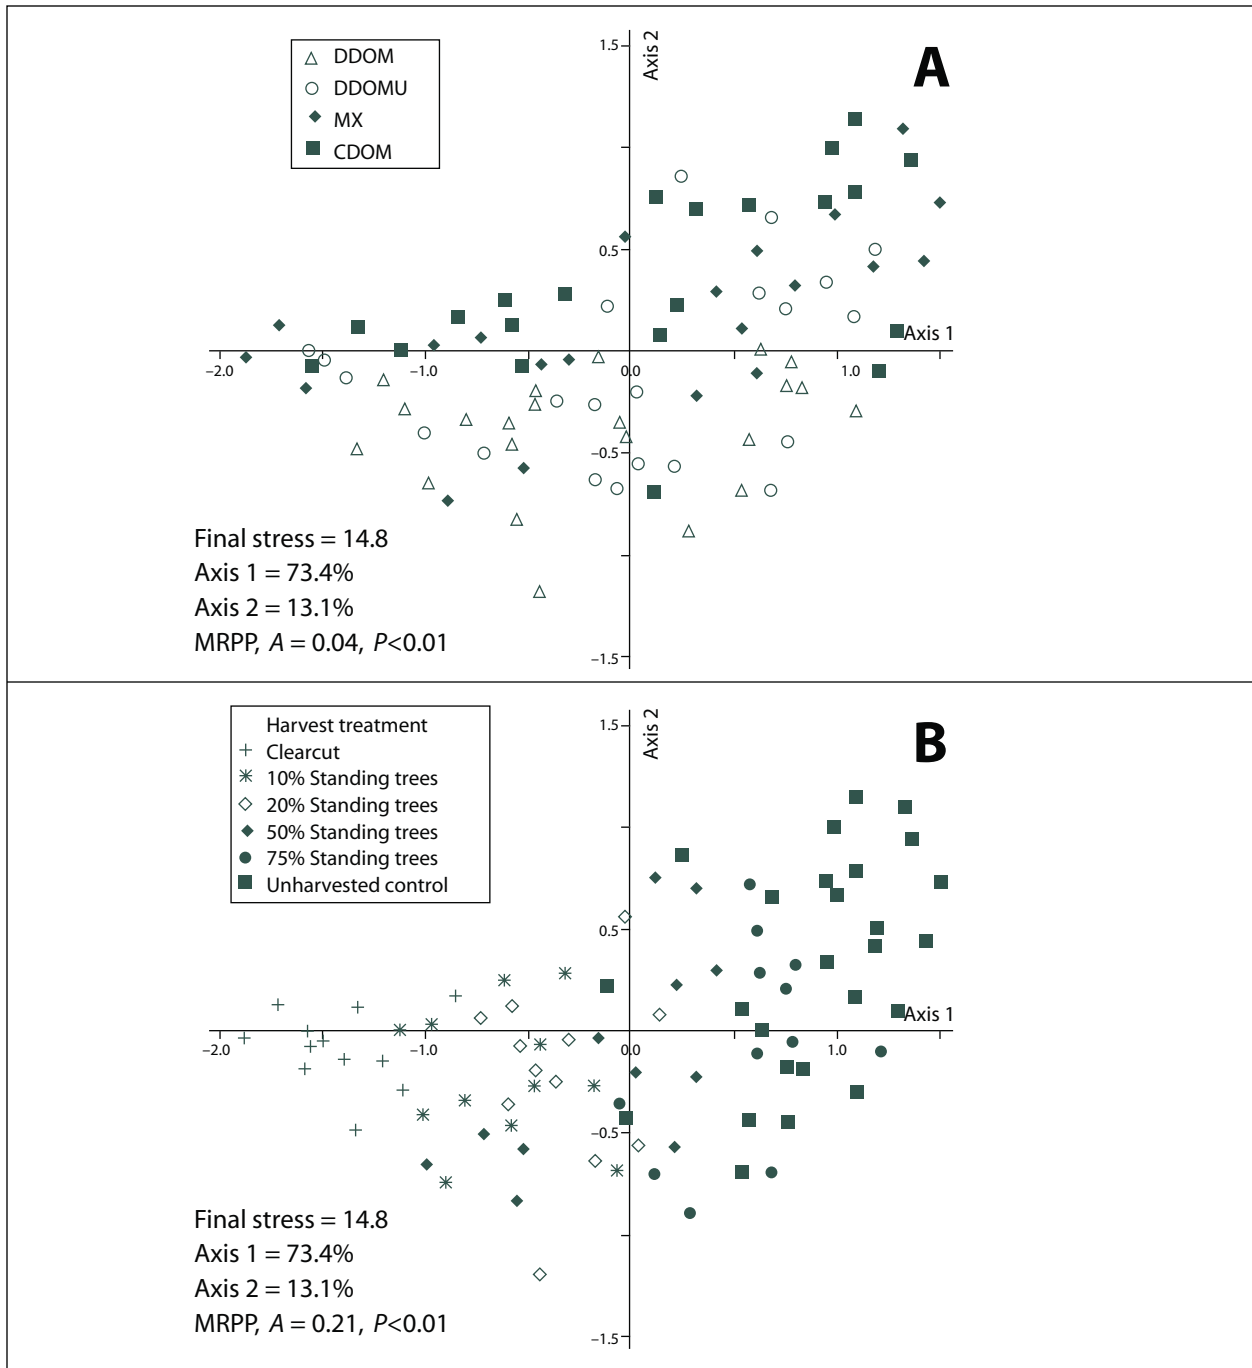 A
DDOM
DDOMU
MX
CDOM
Axis 2
1.5
0.5
Axis 1
–2.0
–1.0
0.0
1.0
–0.5
–1.5
Final stress = 14.8
Axis 1 = 73.4%
Axis 2 = 13.1%
MRPP, A = 0.04, P<0.01
B
Harvest treatment
Clearcut
10% Standing trees
20% Standing trees
50% Standing trees
75% Standing trees
Unharvested control
Axis 2
1.5
0.5
Axis 1
–2.0
–1.0
0.0
1.0
–0.5
–1.5
Final stress = 14.8
Axis 1 = 73.4%
Axis 2 = 13.1%
MRPP, A = 0.21, P<0.01